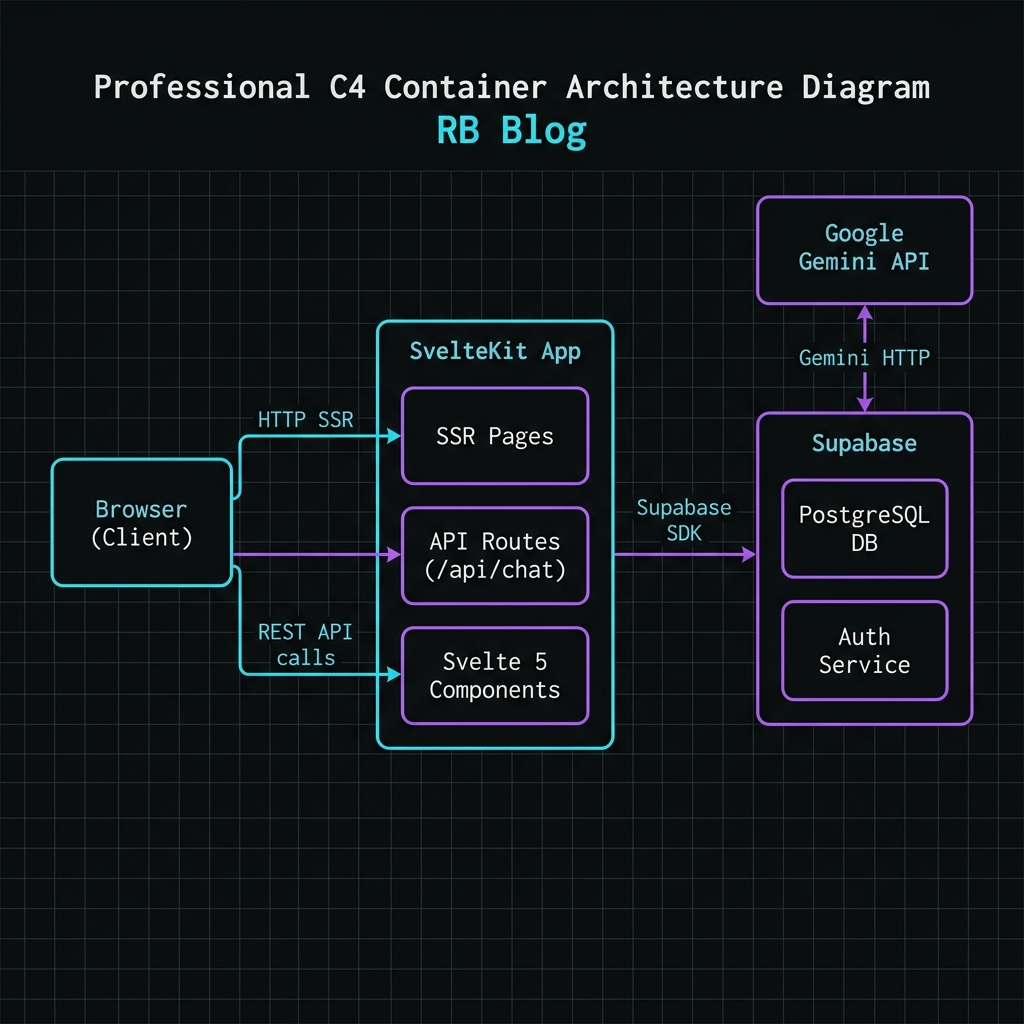 Professional C4 Container Architecture Diagram
RB Blog
Google
Gemini API
Gemini HTTP
SvelteKit App
HTTP SSR
SSR Pages
Browser
(Client)
API Routes
(/api/chat)
REST API
calls
Svelte 5
Components
Supabase
SDK
Supabase
PostgreSQL
DB
Auth
Service